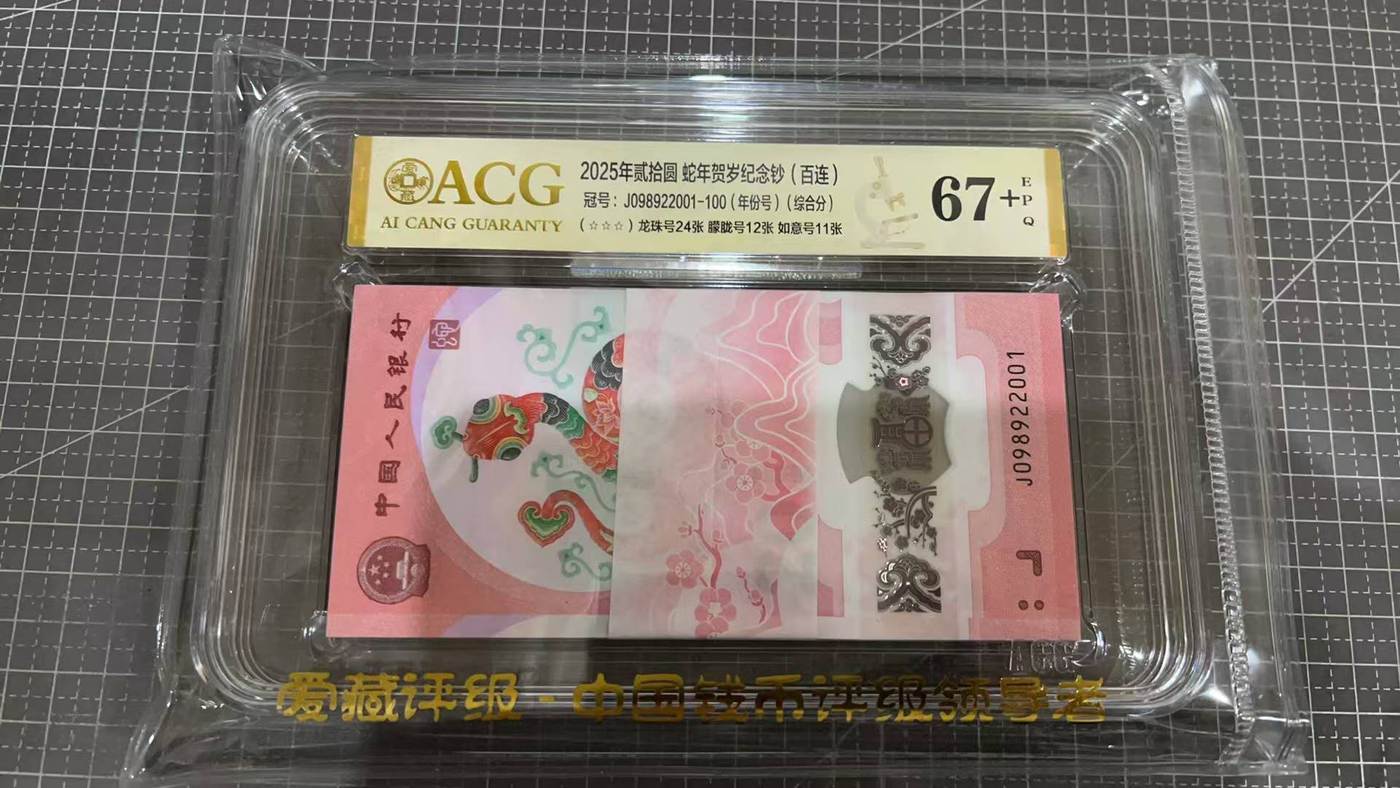 ACG
AI CANG GUARANTY
2025年贰拾圆 蛇年贺岁纪念钞（百连）
冠号：J098922001-100（年份号）（综合分）
（☆☆☆）龙珠号24张 朦胧号12张 如意号11张
67+
EPQ
中国人民银行
J098922001
ACG
爱藏评级-中国钱币评级领导者